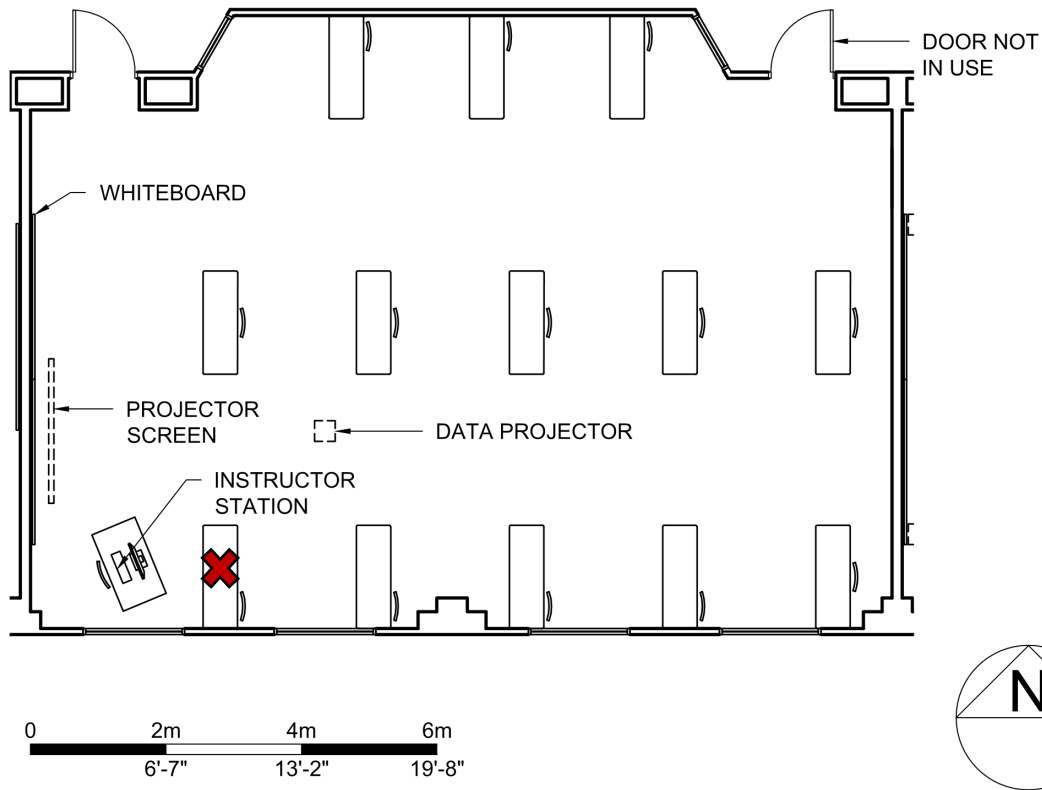 DOOR NOT
IN USE
WHITEBOARD
PROJECTOR
SCREEN
DATA PROJECTOR
INSTRUCTOR
STATION
N
0 2m 4m 6m
6'-7" 13'-2" 19'-8"